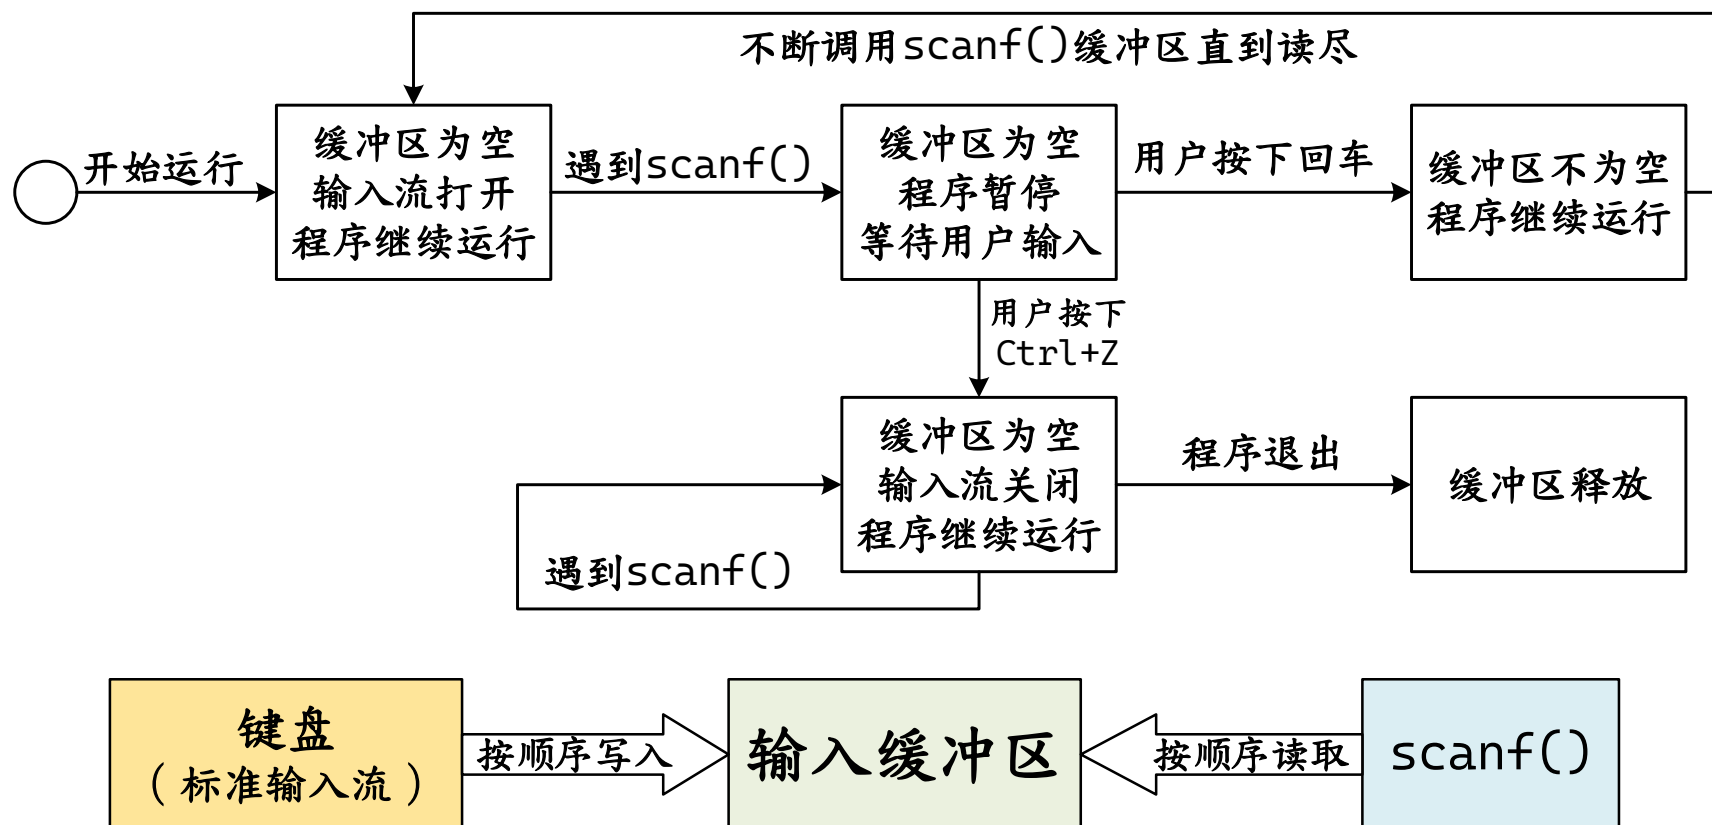 不断调用scanf()缓冲区直到读尽
开始运行
缓冲区为空
输入流打开
程序继续运行
遇到scanf()
缓冲区为空
程序暂停
等待用户输入
用户按下回车
缓冲区不为空
程序继续运行
用户按下
Ctrl+Z
缓冲区为空
输入流关闭
程序继续运行
程序退出
缓冲区释放
遇到scanf()
键盘
（标准输入流）
按顺序写入
输入缓冲区
按顺序读取
scanf()